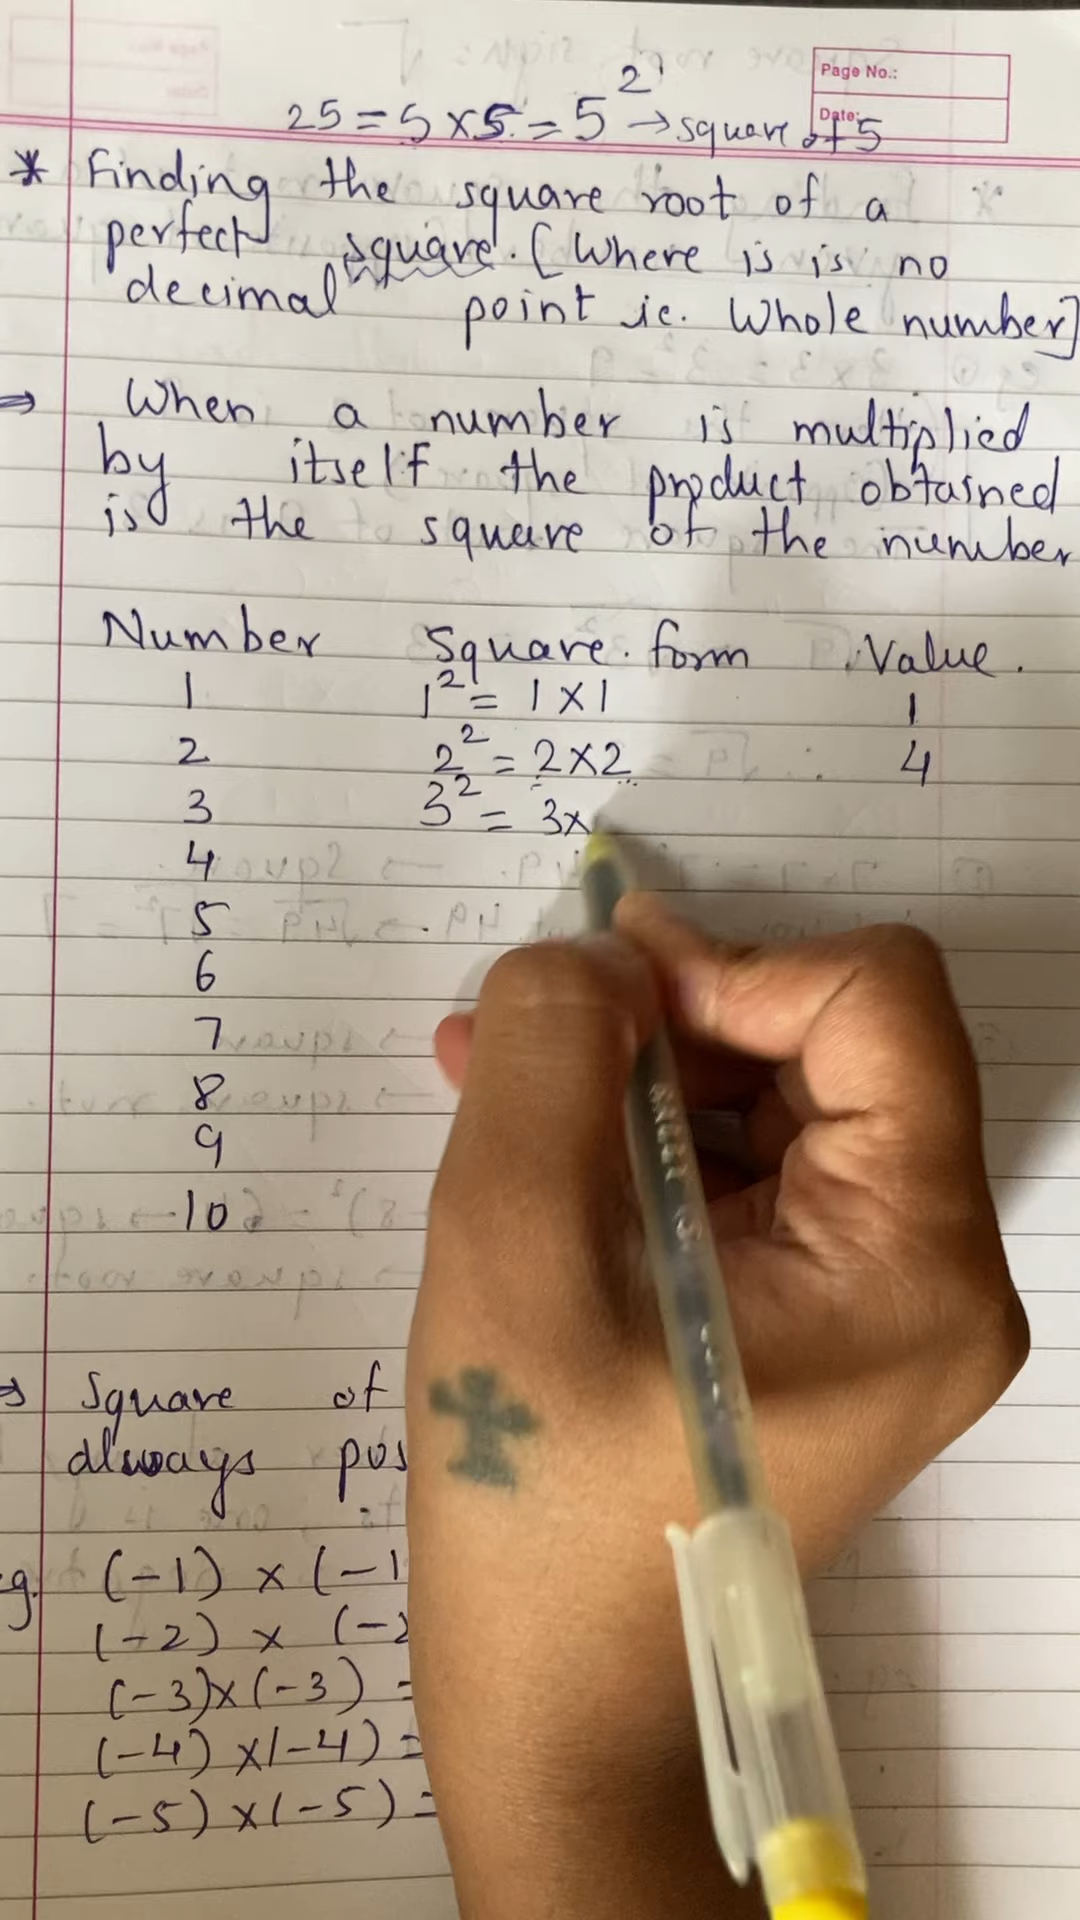 Page No.:
Date:
25 = 5 × 5 = 5² → square of 5
* Finding the square root of a
perfect square. [Where is is no
decimal point ie. Whole number]
⇒ When a number is multiplied
by itself the product obtained
is the square of the number
Number Square form Value.
1 1² = 1 × 1 1
2 2² = 2 × 2 4
3 3² = 3 ×
4
5
6
7
8
9
10
⇒ Square of
always pos
g. (-1) × (-1
(-2) × (-2
(-3) × (-3) =
(-4) × (-4) =
(-5) × (-5) =